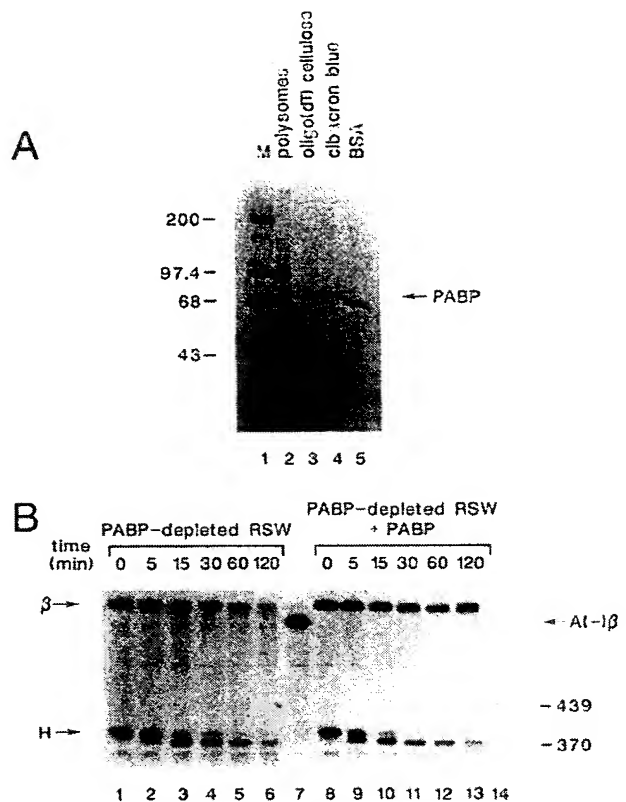 A
M
polysomes
oligo(dT) cellulose
cibacron blue
BSA
200
97.4
68
43
PABP
1 2 3 4 5
B
PABP-depleted RSW
PABP-depleted RSW
+ PABP
time
(min)
0 5 15 30 60 120
0 5 15 30 60 120
β
A(-)β
439
H
370
1 2 3 4 5 6 7 8 9 10 11 12 13 14